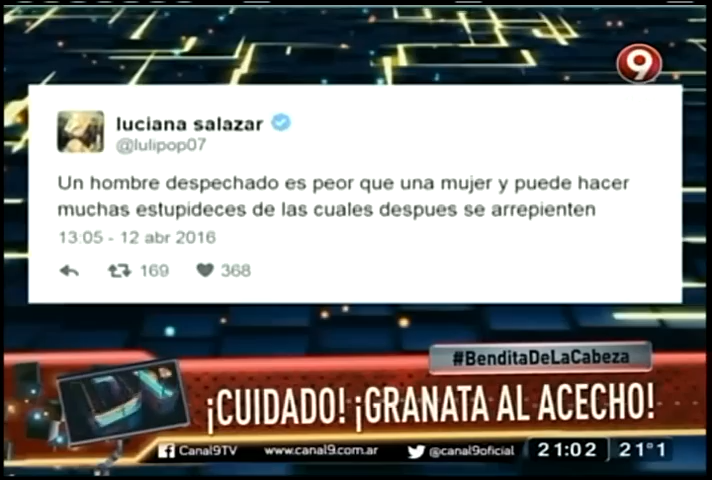 9
luciana salazar
@lulipop07
Un hombre despechado es peor que una mujer y puede hacer
muchas estupideces de las cuales despues se arrepienten
13:05 - 12 abr 2016
169 368
#BenditaDeLaCabeza
¡CUIDADO! ¡GRANATA AL ACECHO!
Canal9TV www.canal9.com.ar @canal9oficial 21:02 21°1